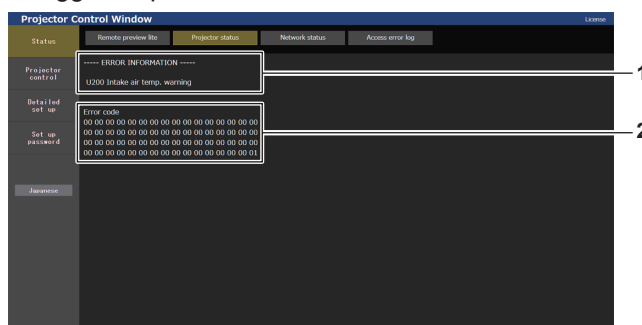 Projector Control Window
License
Status
Remote preview lite
Projector status
Network status
Access error log
----- ERROR INFORMATION -----
U200 Intake air temp. warning
1
Projector
control
Detailed
set up
Set up
password
Japanese
Error code
00 00 00 00 00 00 00 00 00 00 00 00 00 00 00 00
00 00 00 00 00 00 00 00 00 00 00 00 00 00 00 00
00 00 00 00 00 00 00 00 00 00 00 00 00 00 00 00
00 00 00 00 00 00 00 00 00 00 00 00 00 00 00 01
2